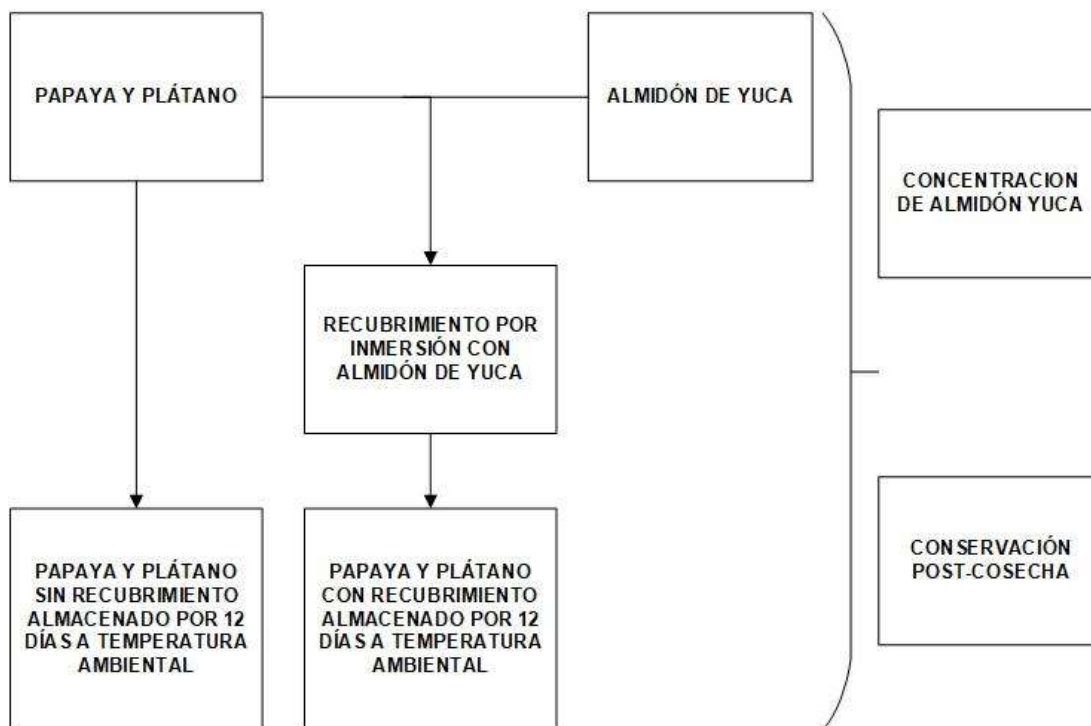 PAPAYA Y PLÁTANO
ALMIDÓN DE YUCA
CONCENTRACION
DE ALMIDÓN YUCA
RECUBRIMIENTO POR
INMERSIÓN CON
ALMIDÓN DE YUCA
PAPAYA Y PLÁTANO
SIN RECUBRIMIENTO
ALMACENADO POR 12
DÍAS A TEMPERATURA
AMBIENTAL
PAPAYA Y PLÁTANO
CON RECUBRIMIENTO
ALMACENADO POR 12
DÍAS A TEMPERATURA
AMBIENTAL
CONSERVACIÓN
POST-COSECHA